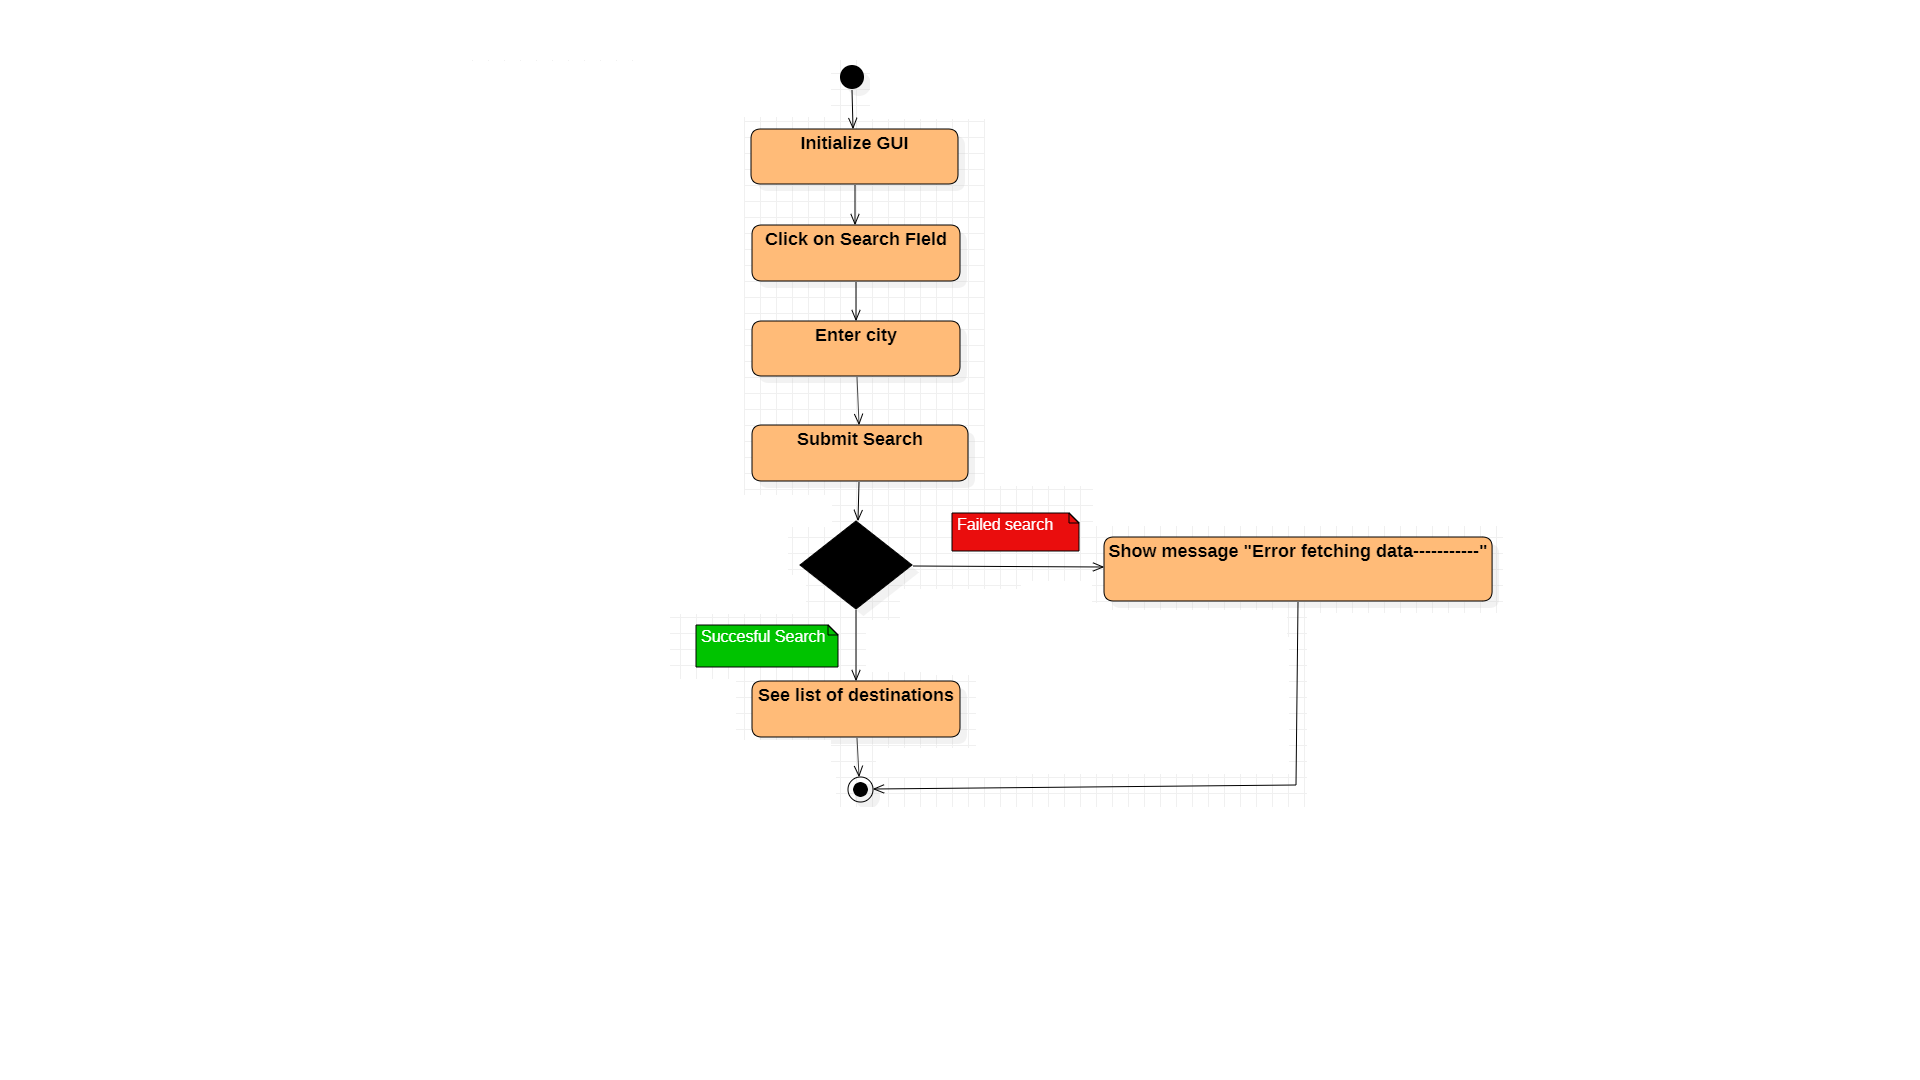 Initialize GUI
Click on Search FIeld
Enter city
Submit Search
Failed search
Show message "Error fetching data-----------"
Succesful Search
See list of destinations